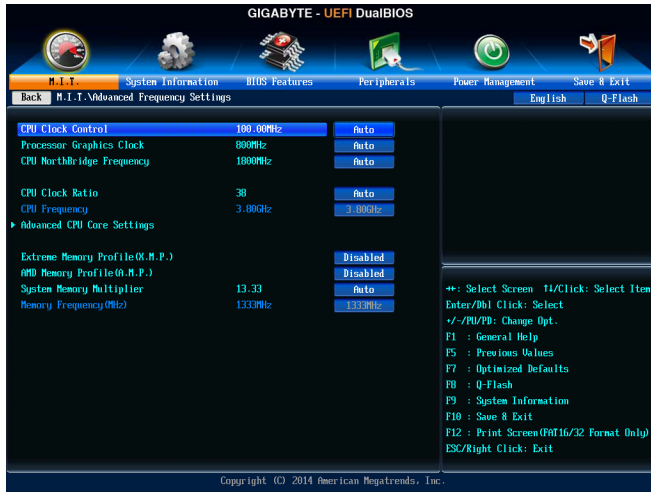 GIGABYTE - UEFI DualBIOS
M.I.T. System Information BIOS Features Peripherals Power Management Save & Exit
Back M.I.T.\Advanced Frequency Settings English Q-Flash
CPU Clock Control 100.00MHz Auto
Processor Graphics Clock 800MHz Auto
CPU NorthBridge Frequency 1800MHz Auto
CPU Clock Ratio 38 Auto
CPU Frequency 3.80GHz 3.80GHz
Advanced CPU Core Settings
Extreme Memory Profile(X.M.P.) Disabled
AMD Memory Profile(A.M.P.) Disabled
System Memory Multiplier 13.33 Auto
Memory Frequency(MHz) 1333MHz 1333MHz
→←: Select Screen ↑↓/Click: Select Item
Enter/Dbl Click: Select
+/-/PU/PD: Change Opt.
F1 : General Help
F5 : Previous Values
F7 : Optimized Defaults
F8 : Q-Flash
F9 : System Information
F10 : Save & Exit
F12 : Print Screen(FAT16/32 Format Only)
ESC/Right Click: Exit
Copyright (C) 2014 American Megatrends, Inc.